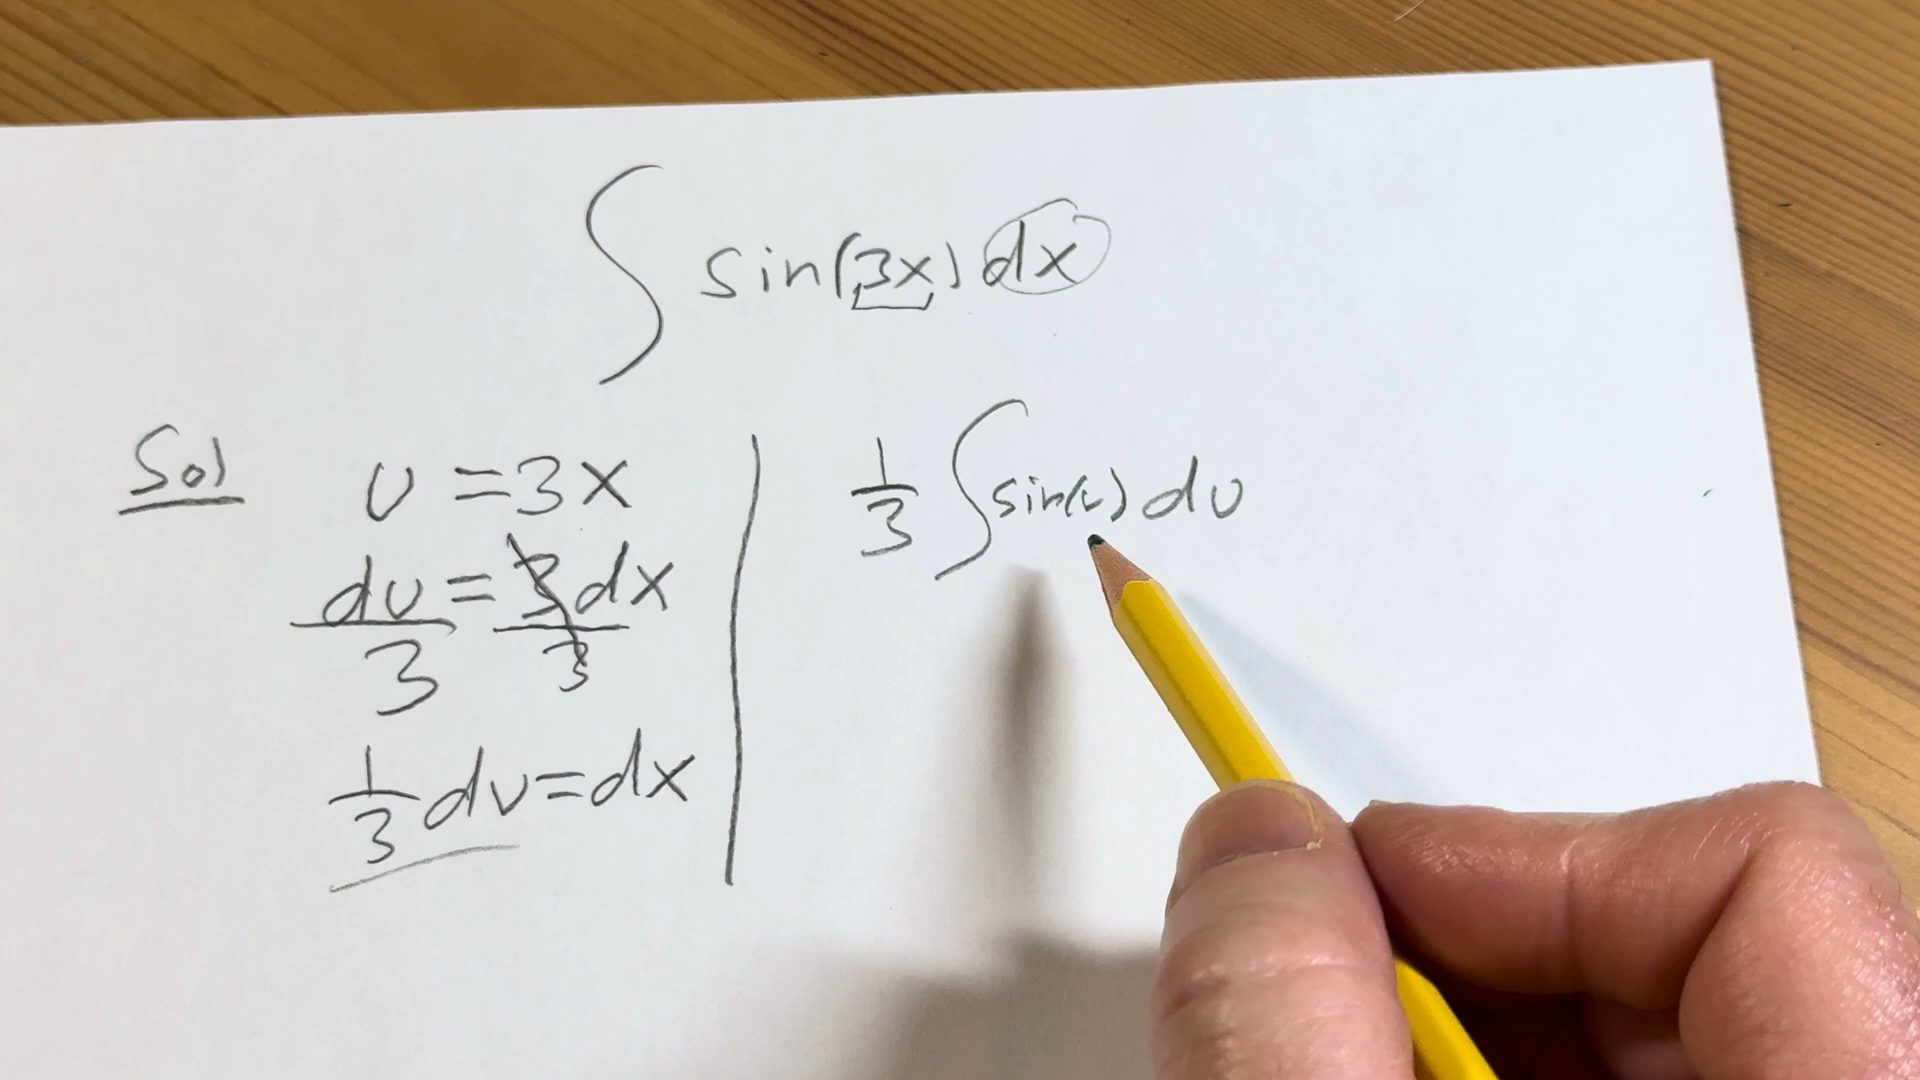 ∫ sin(3x) dx
Sol
u = 3x
du/3 = 3dx/3
1/3 du = dx
1/3 ∫ sin(u) du